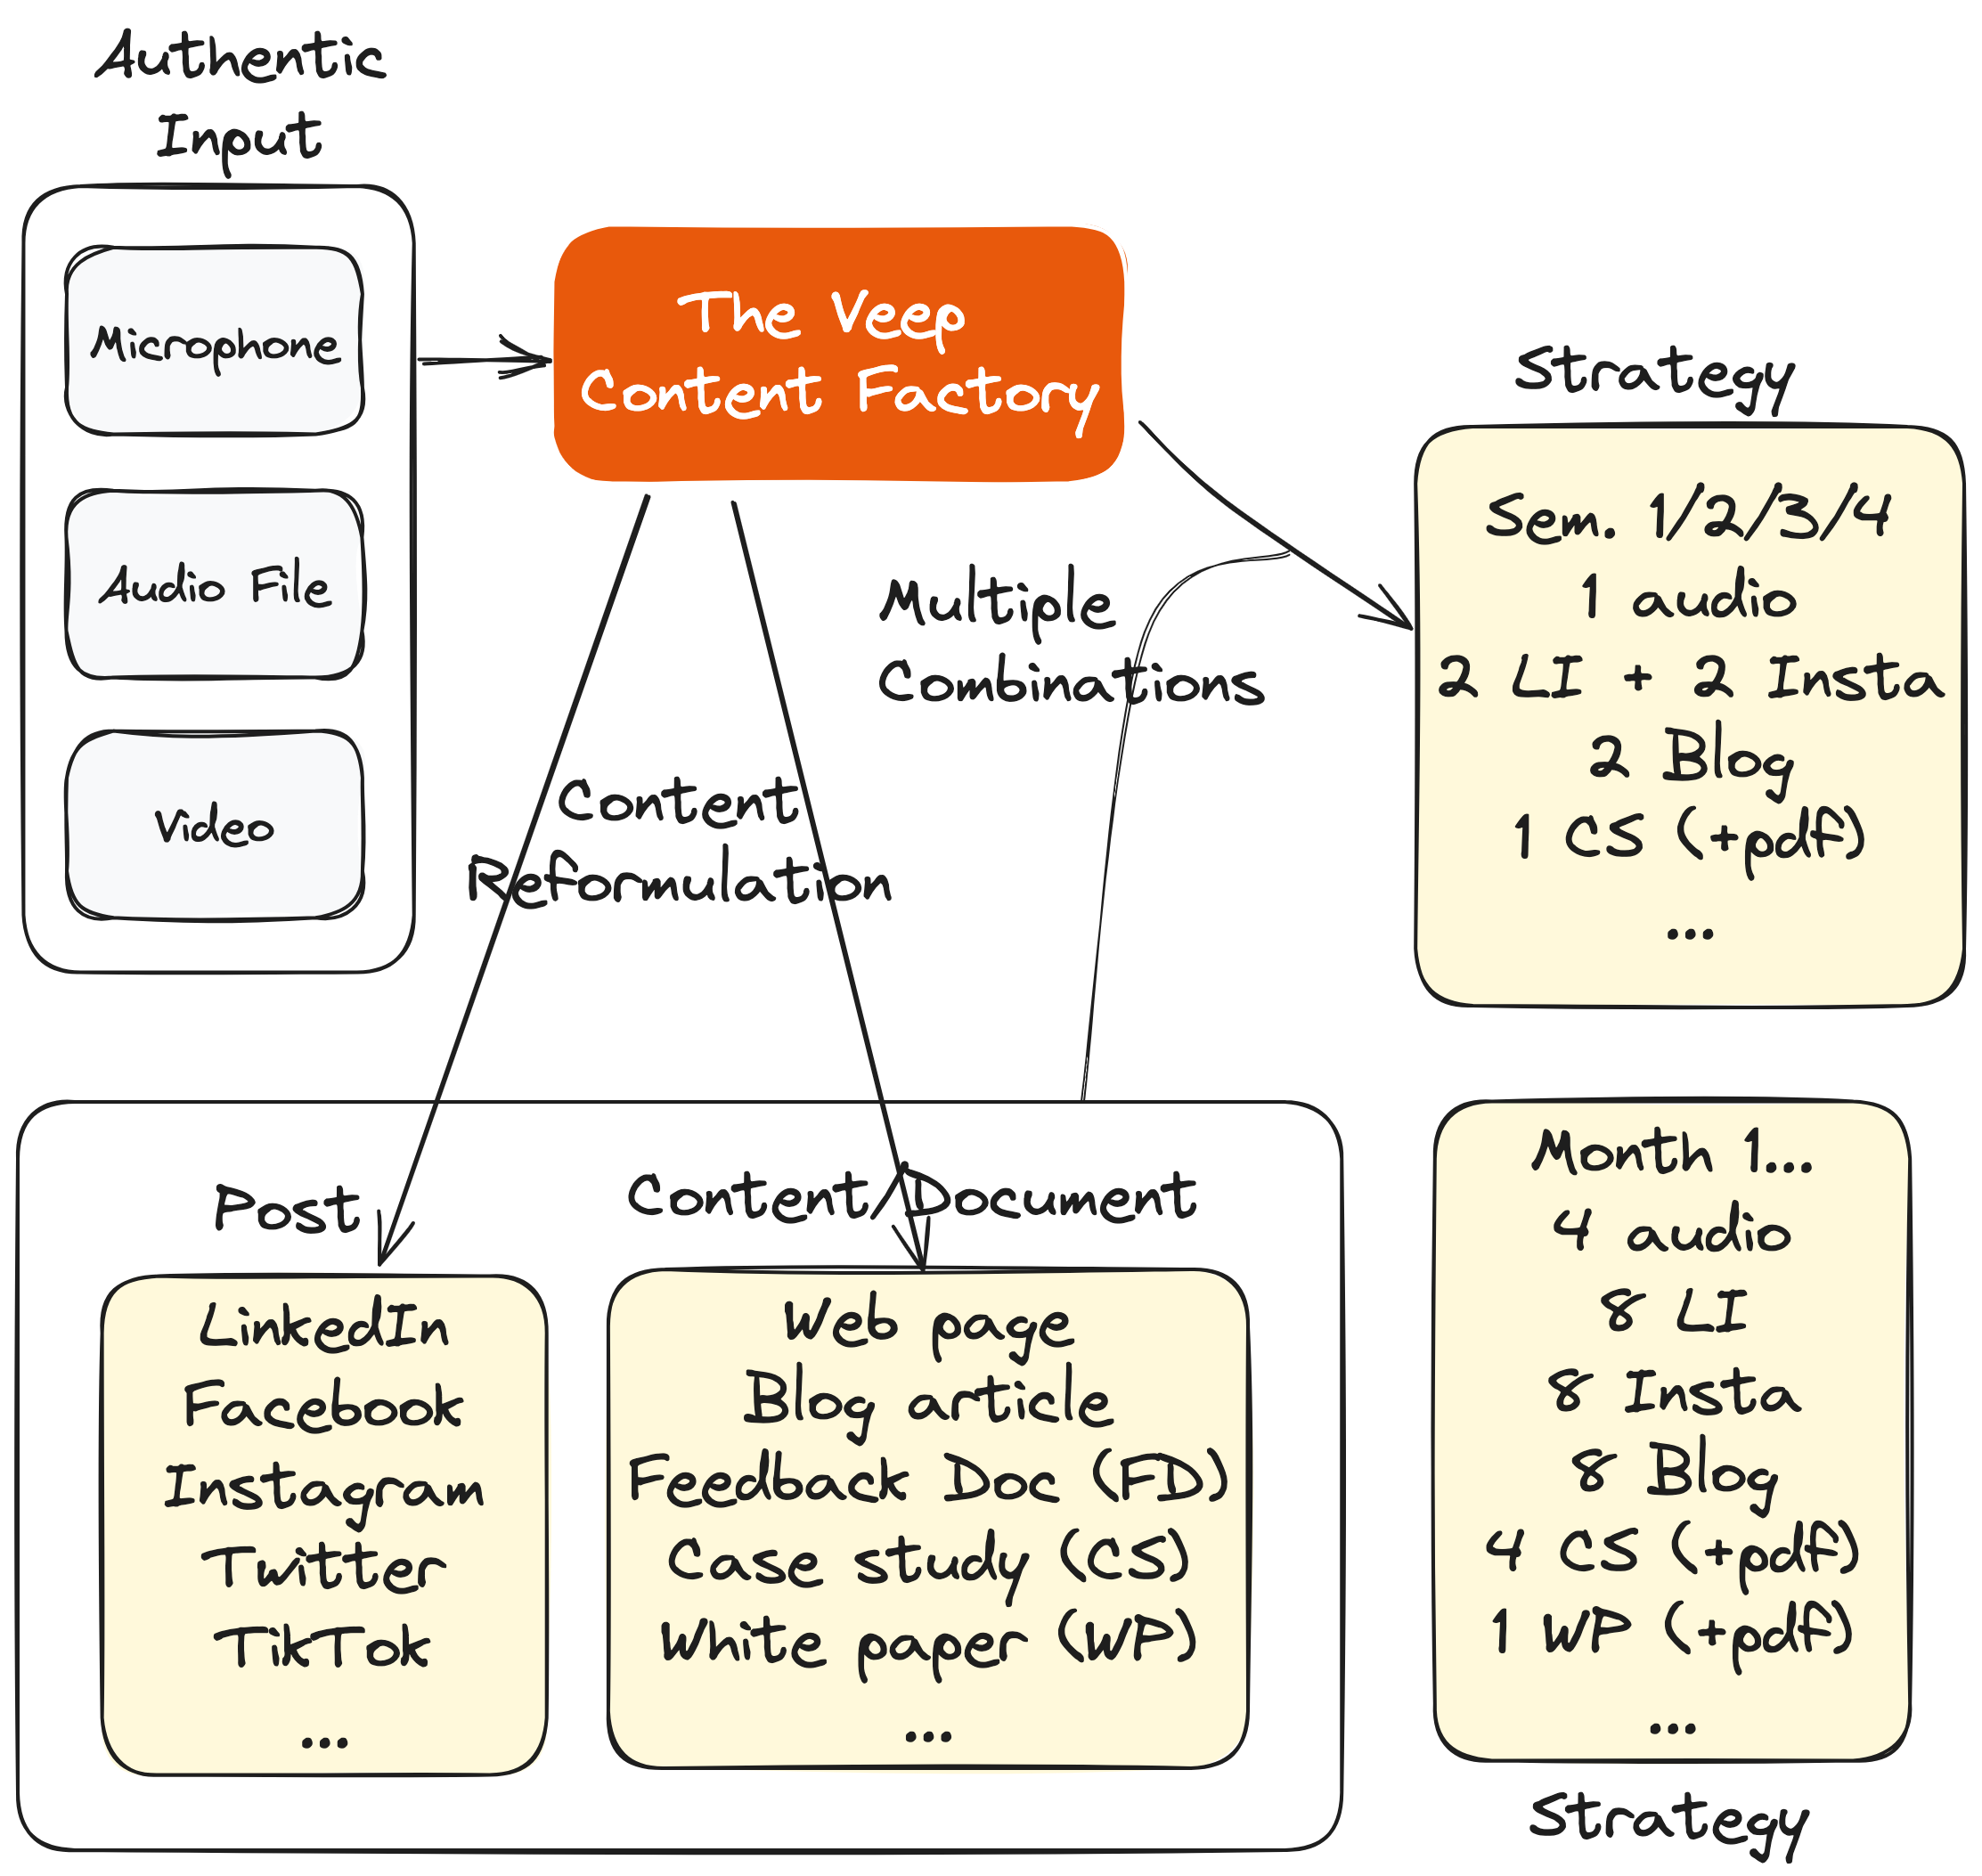 Authentic
Input
Microphone
Audio File
Video
The Veep
Content Factory
Multiple
Combinations
Content
Reformulation
Strategy
Sem. 1/2/3/4
1 audio
2 LI + 2 Insta
2 Blog
1 CS (+pdf)
...
Post
LinkedIn
Facebook
Instagram
Twitter
TikTok
...
Content Document
Web page
Blog article
Feedback Doc (FD)
Case study (CS)
White paper (WP)
...
Month 1...
4 audio
8 LI
8 Insta
8 Blog
4 CS (+pdf)
1 WP (+pdf)
...
Strategy